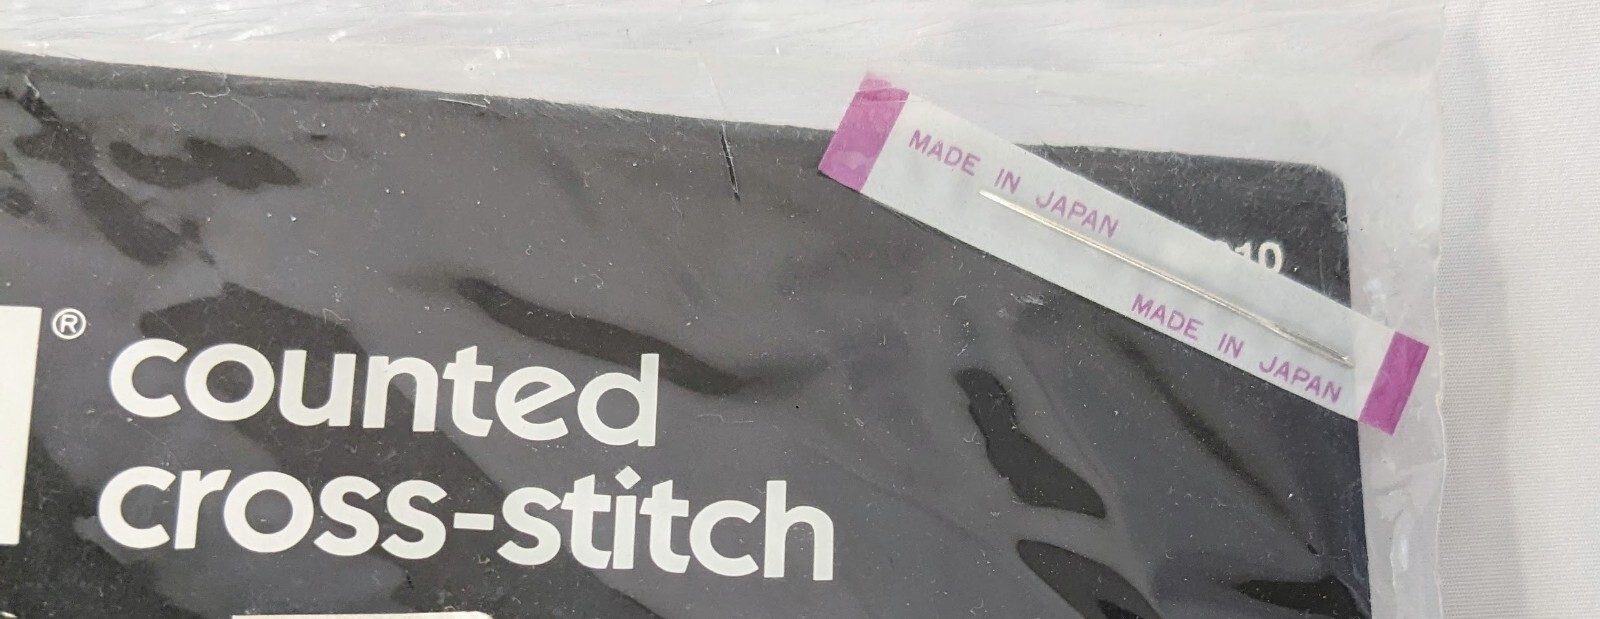 MADE IN JAPAN
MADE IN JAPAN
®
counted
cross-stitch